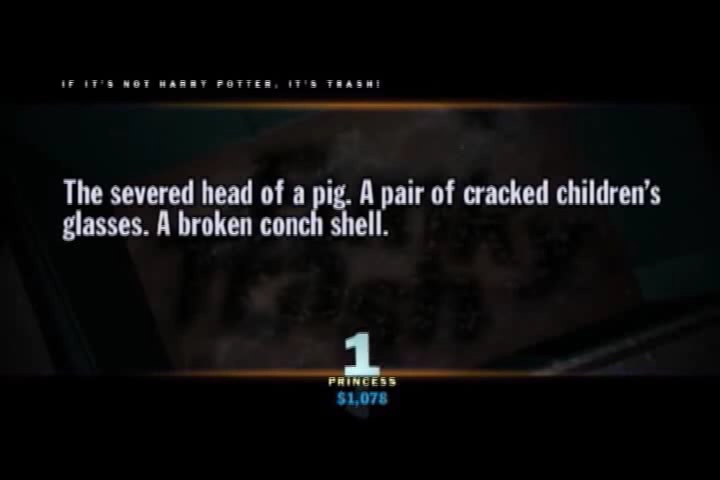 IF IT'S NOT HARRY POTTER, IT'S TRASH!
The severed head of a pig. A pair of cracked children's
glasses. A broken conch shell.
1
PRINCESS
$1,078